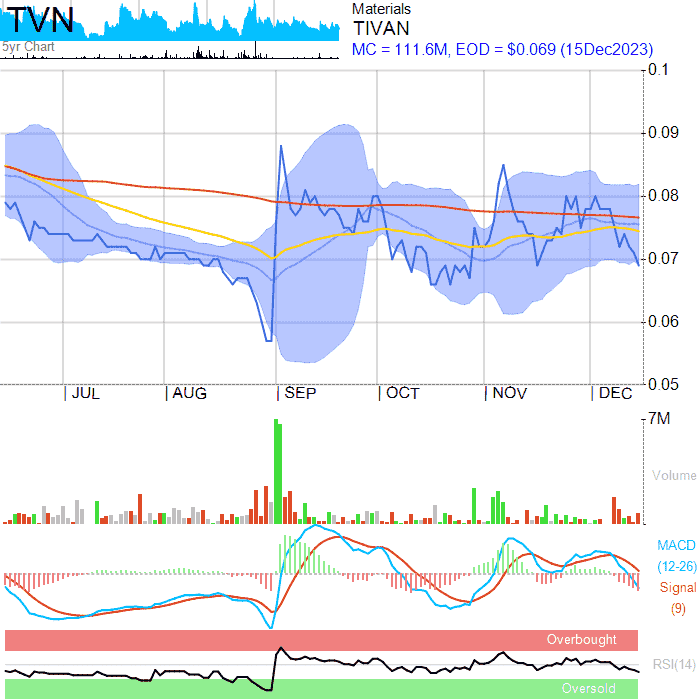 TVN
5yr Chart
Materials
TIVAN
MC = 111.6M, EOD = $0.069 (15Dec2023)
0.1
0.09
0.08
0.07
0.06
0.05
JUL
AUG
SEP
OCT
NOV
DEC
7M
Volume
MACD
(12-26)
Signal
(9)
Overbought
RSI(14)
Oversold